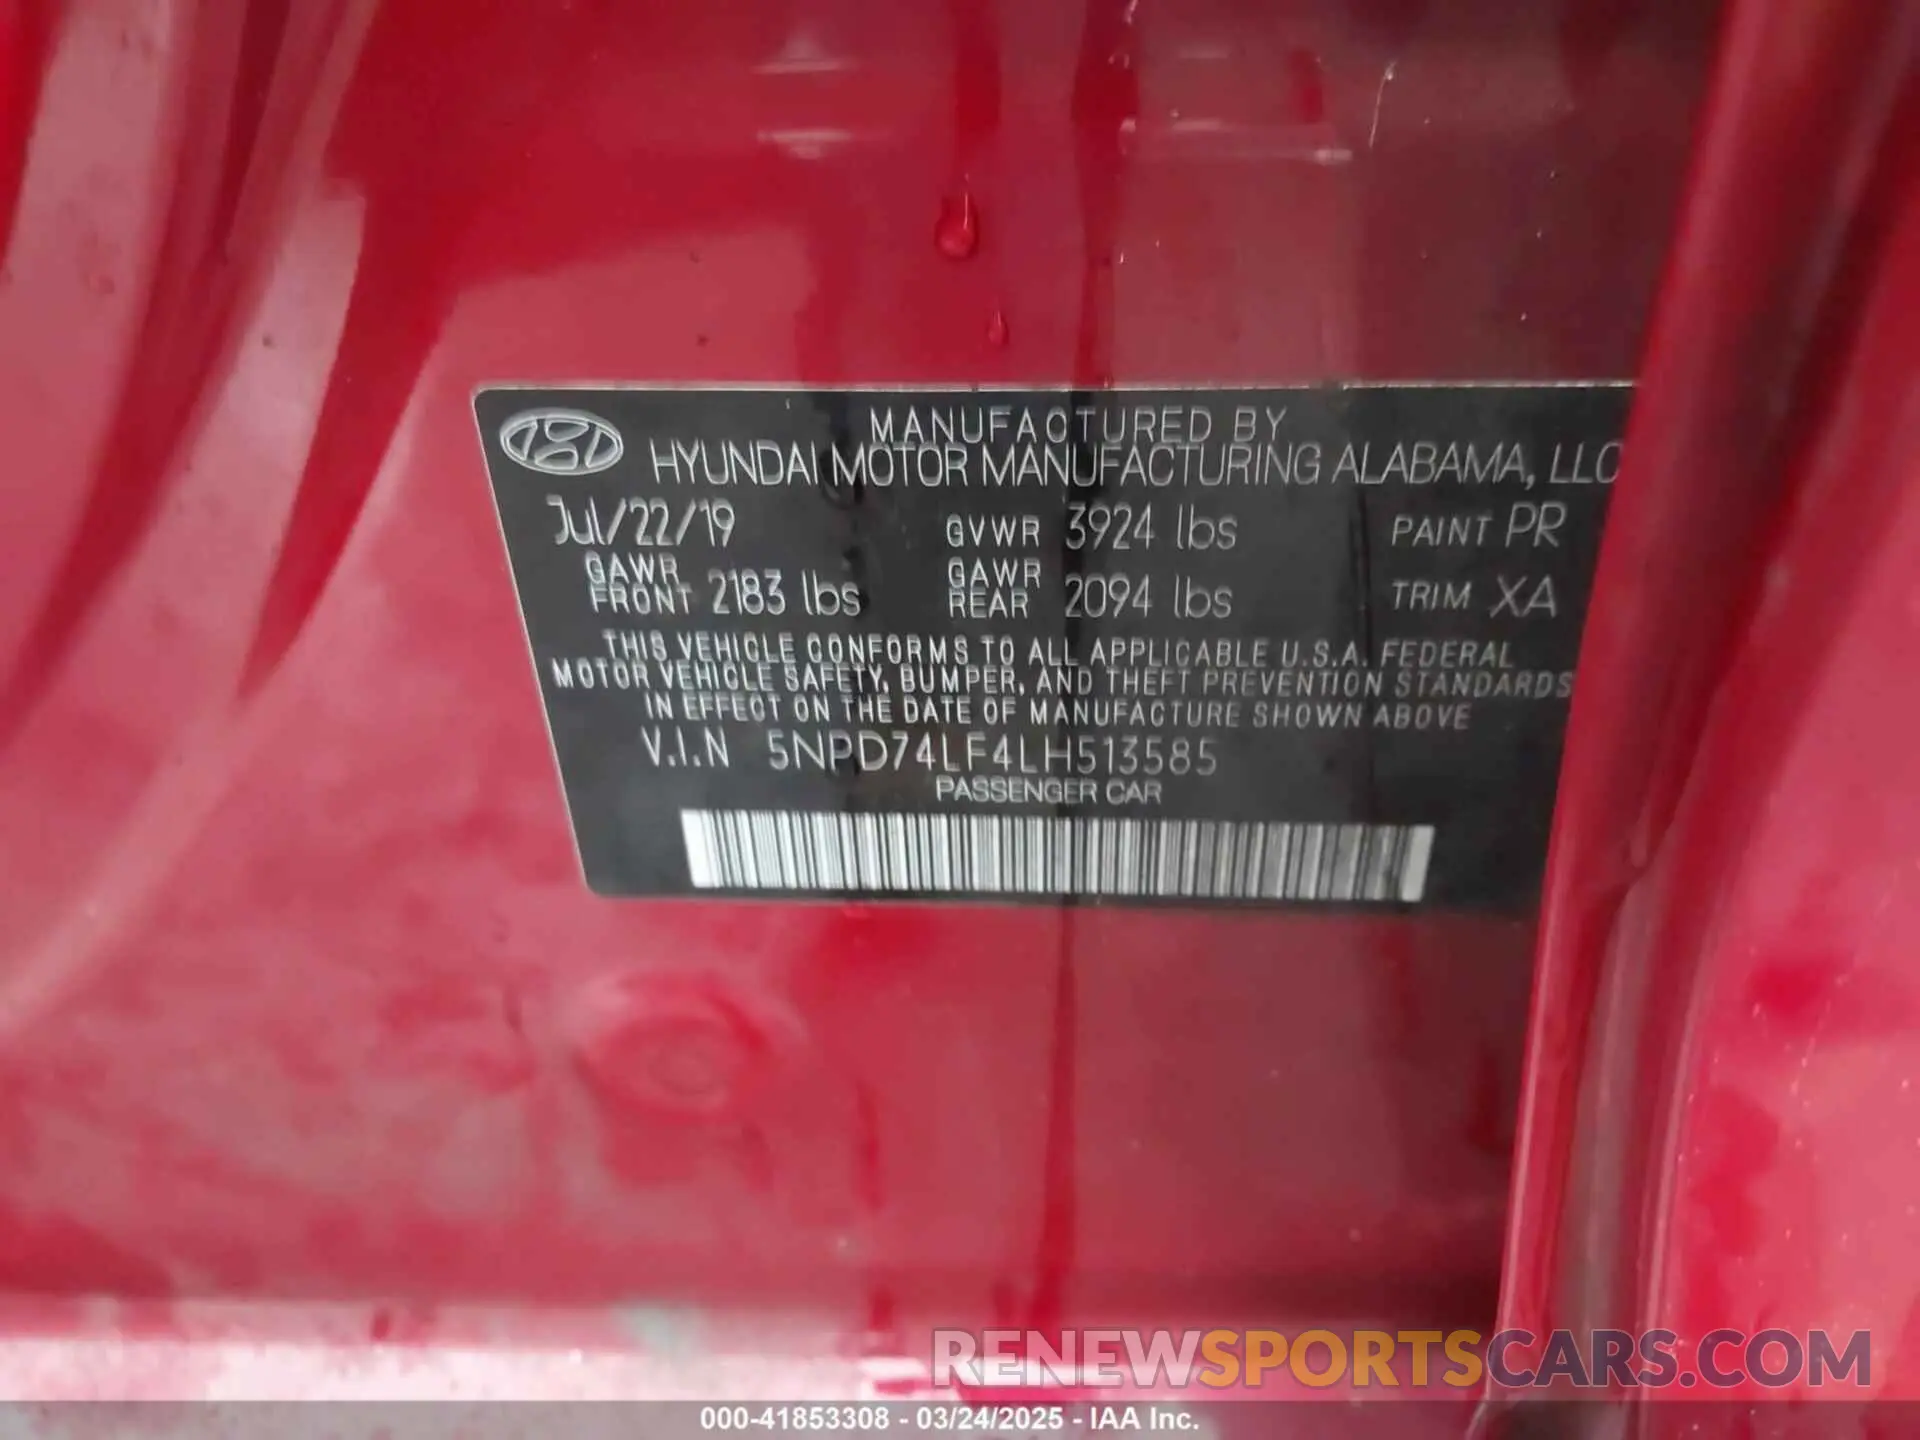 MANUFACTURED BY
HYUNDAI MOTOR MANUFACTURING ALABAMA, LLC
Jul/22/19 GVWR 3924 lbs PAINT PR
GAWR FRONT 2183 lbs GAWR REAR 2094 lbs TRIM XA
THIS VEHICLE CONFORMS TO ALL APPLICABLE U.S.A. FEDERAL
MOTOR VEHICLE SAFETY, BUMPER, AND THEFT PREVENTION STANDARDS
IN EFFECT ON THE DATE OF MANUFACTURE SHOWN ABOVE
V.I.N 5NPD74LF4LH513585
PASSENGER CAR
RENEWSPORTSCARS.COM
000-41853308 - 03/24/2025 - IAA Inc.